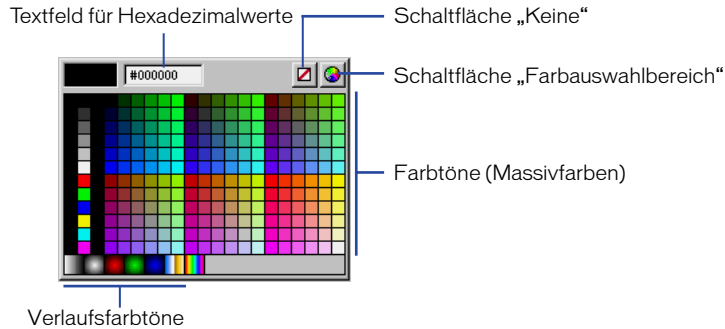 Textfeld für Hexadezimalwerte
Schaltfläche „Keine“
#000000
Schaltfläche „Farbauswahlbereich“
Farbtöne (Massivfarben)
Verlaufsfarbtöne